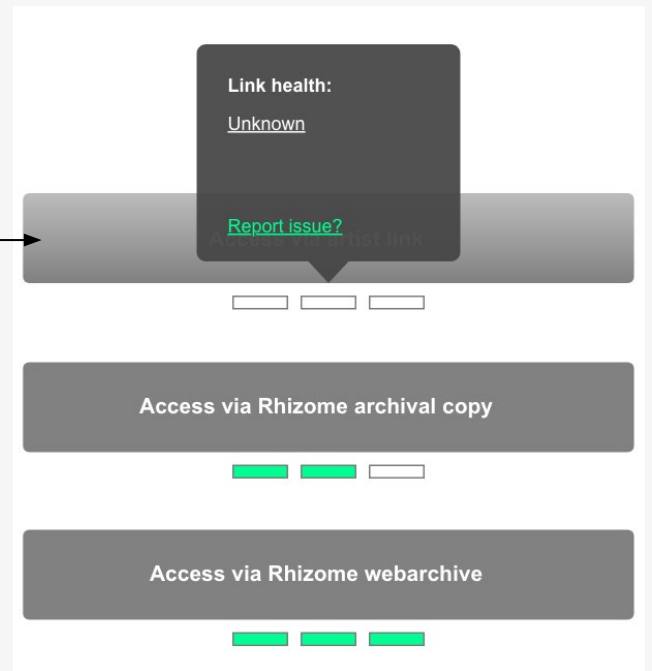 Link health:
Unknown
Report issue?
Access via artist link
Access via Rhizome archival copy
Access via Rhizome webarchive